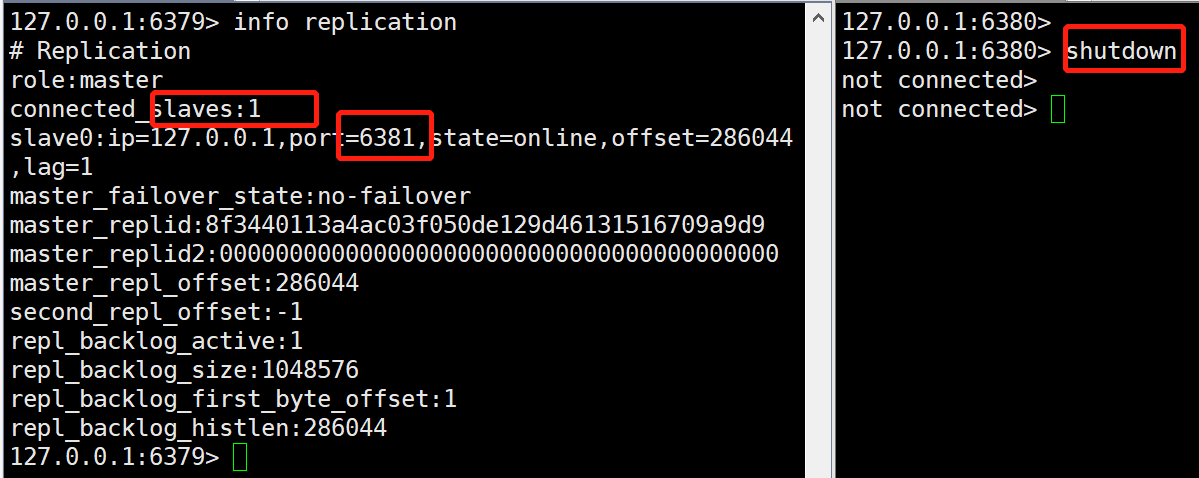 127.0.0.1:6379> info replication
# Replication
role:master
connected_slaves:1
slave0:ip=127.0.0.1,port=6381,state=online,offset=286044
,lag=1
master_failover_state:no-failover
master_replid:8f3440113a4ac03f050de129d46131516709a9d9
master_replid2:0000000000000000000000000000000000000000
master_repl_offset:286044
second_repl_offset:-1
repl_backlog_active:1
repl_backlog_size:1048576
repl_backlog_first_byte_offset:1
repl_backlog_histlen:286044
127.0.0.1:6379>
127.0.0.1:6380>
127.0.0.1:6380> shutdown
not connected>
not connected>